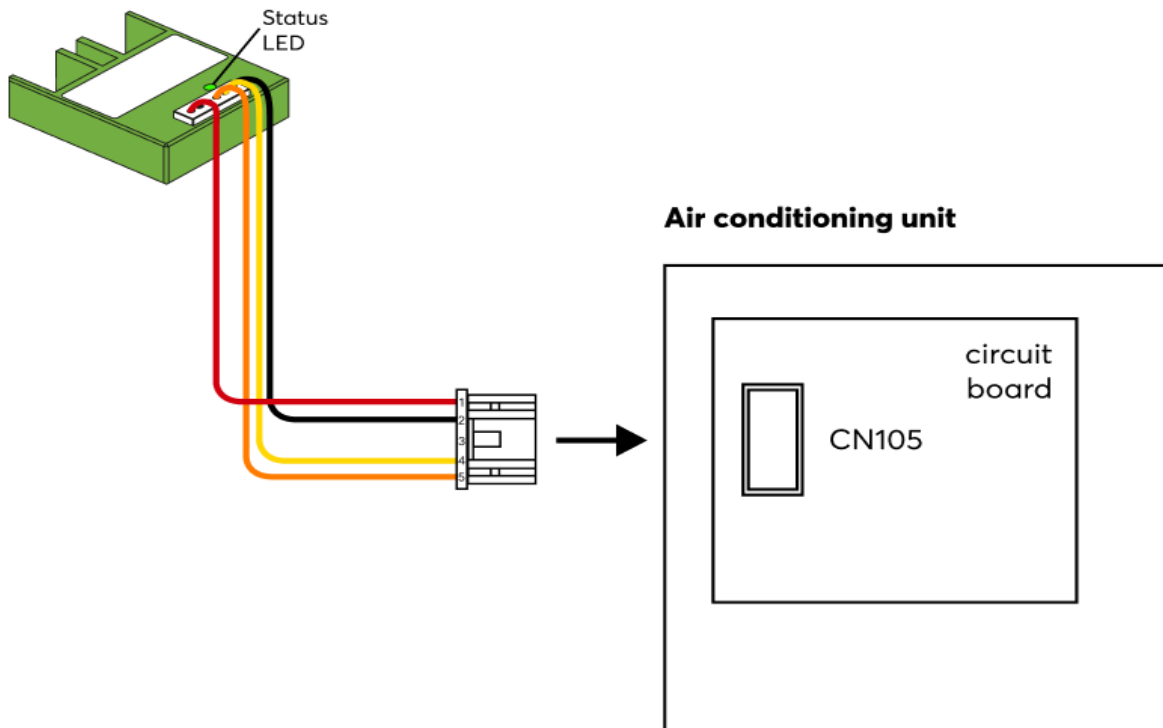 Status
LED
Air conditioning unit
circuit
board
CN105
1
2
3
4
5